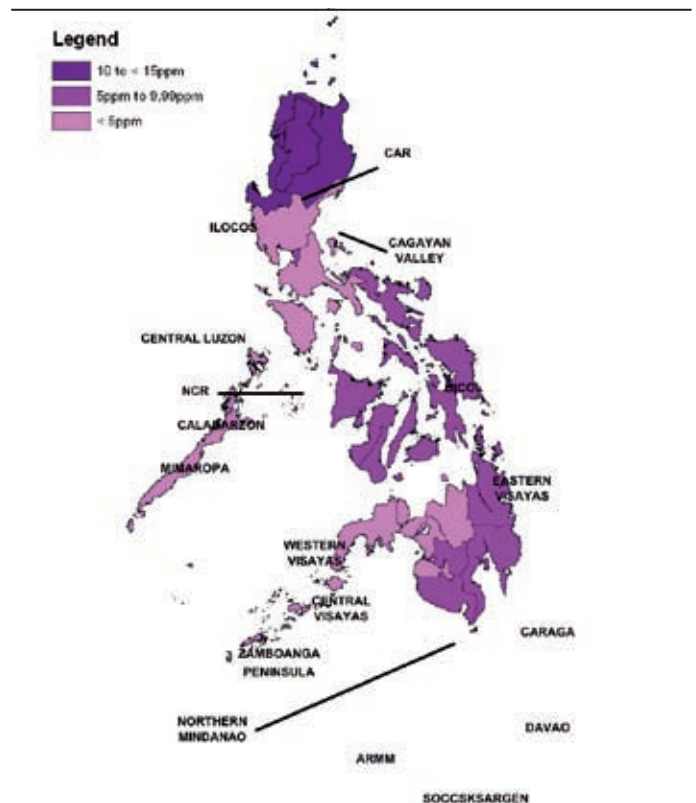 Legend
10 to < 15ppm
5ppm to 9.99ppm
< 5ppm
CAR
ILOCOS
CAGAYAN
VALLEY
CENTRAL LUZON
NCR
BICOL
CALABARZON
MIMAROPA
EASTERN
VISAYAS
WESTERN
VISAYAS
CENTRAL
VISAYAS
CARAGA
ZAMBOANGA
PENINSULA
NORTHERN
MINDANAO
DAVAO
ARMM
SOCCSKSARGEN